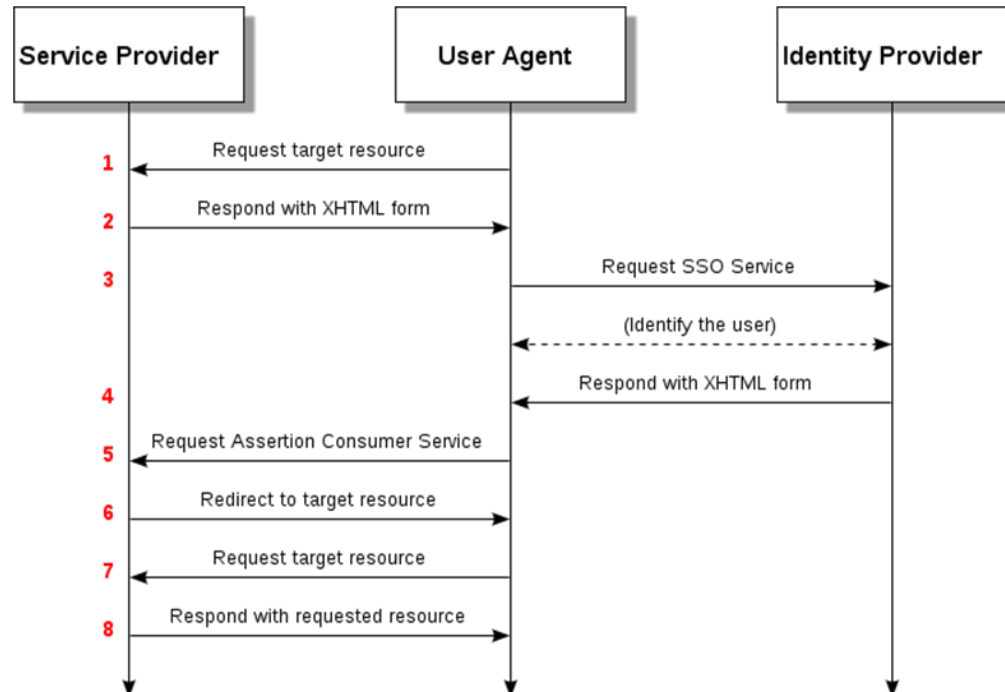 Service Provider
User Agent
Identity Provider
1
Request target resource
2
Respond with XHTML form
3
Request SSO Service
(Identify the user)
4
Respond with XHTML form
5
Request Assertion Consumer Service
6
Redirect to target resource
7
Request target resource
8
Respond with requested resource